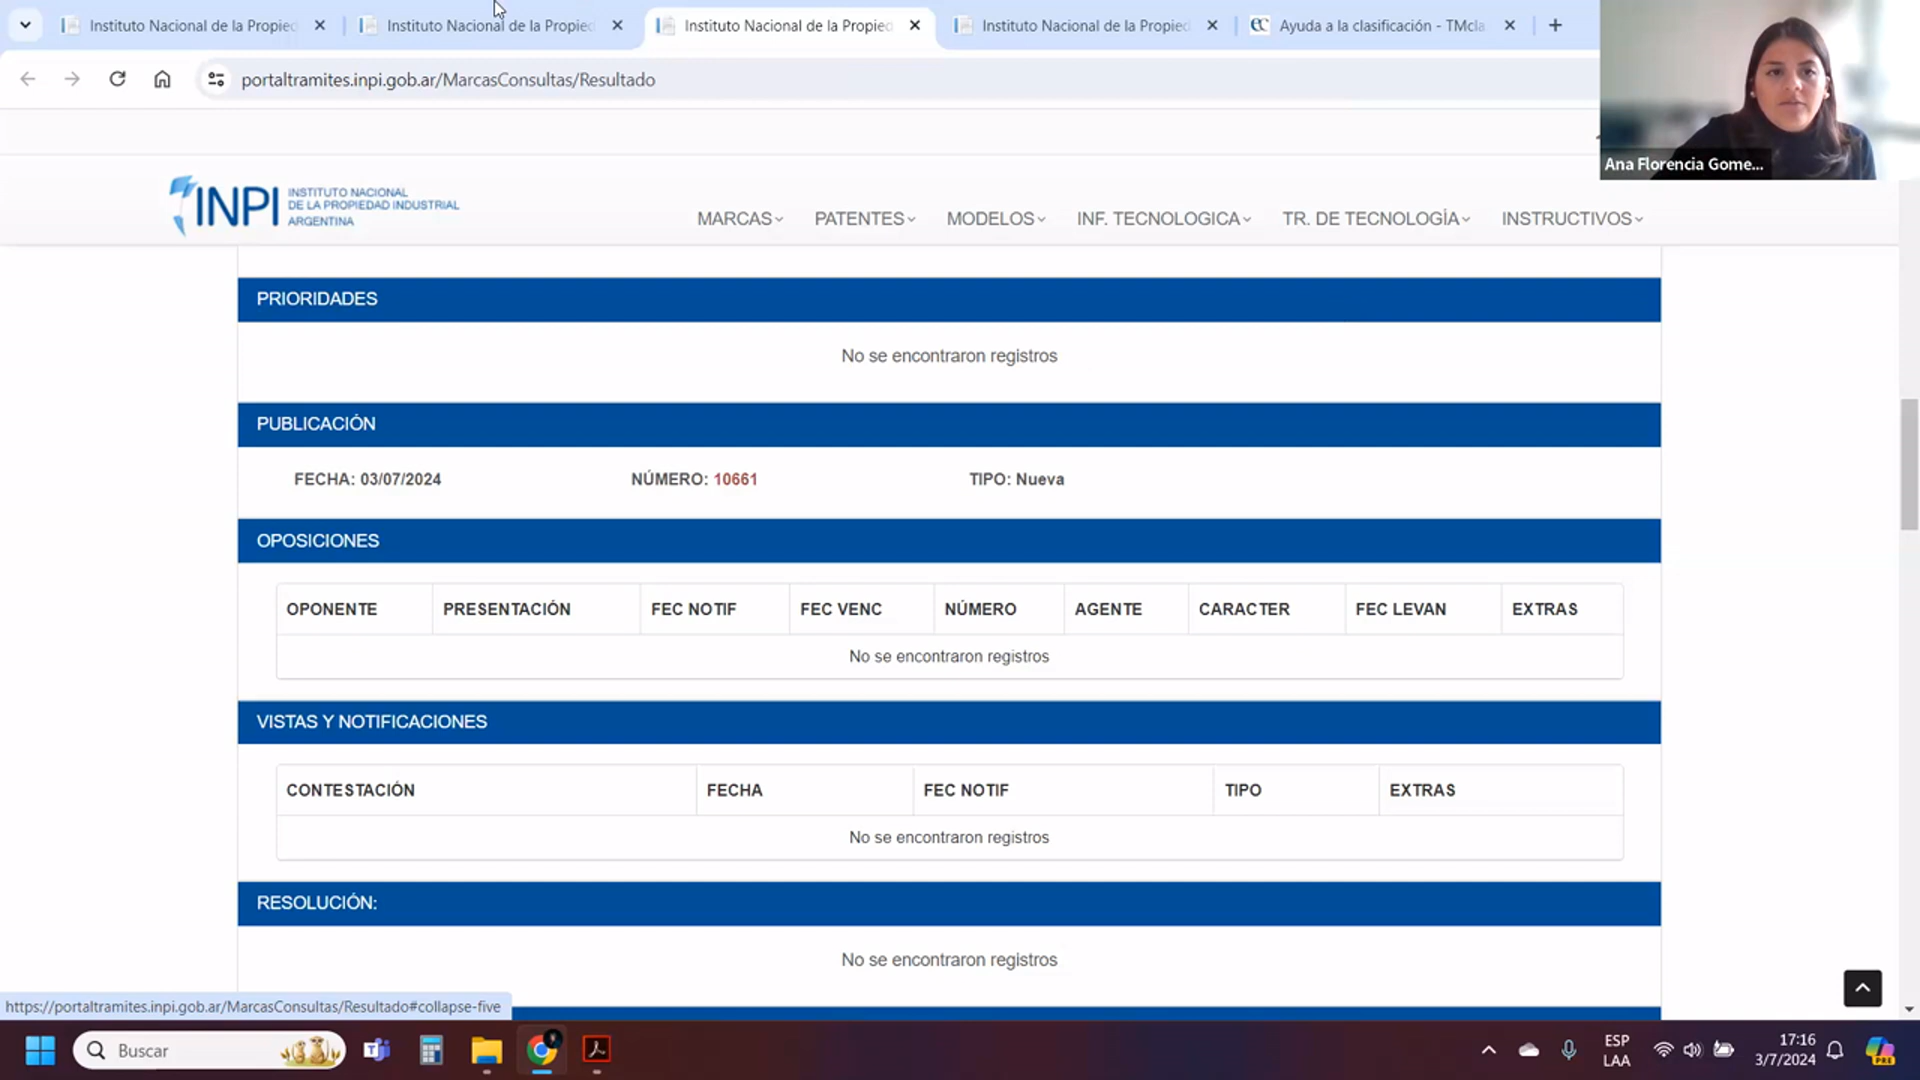 Instituto Nacional de la Propied
Instituto Nacional de la Propied
Instituto Nacional de la Propied
Instituto Nacional de la Propied
Ayuda a la clasificación - TMcla
portaltramites.inpi.gob.ar/MarcasConsultas/Resultado
Ana Florencia Gome...
INPI
INSTITUTO NACIONAL
DE LA PROPIEDAD INDUSTRIAL
ARGENTINA
MARCAS
PATENTES
MODELOS
INF. TECNOLOGICA
TR. DE TECNOLOGÍA
INSTRUCTIVOS
PRIORIDADES
No se encontraron registros
PUBLICACIÓN
FECHA: 03/07/2024 NÚMERO: 10661 TIPO: Nueva
OPOSICIONES
OPONENTE PRESENTACIÓN FEC NOTIF FEC VENC NÚMERO AGENTE CARACTER FEC LEVAN EXTRAS
No se encontraron registros
VISTAS Y NOTIFICACIONES
CONTESTACIÓN FECHA FEC NOTIF TIPO EXTRAS
No se encontraron registros
RESOLUCIÓN:
No se encontraron registros
https://portaltramites.inpi.gob.ar/MarcasConsultas/Resultado#collapse-five
Buscar
ESP
LAA
17:16
3/7/2024
PRE